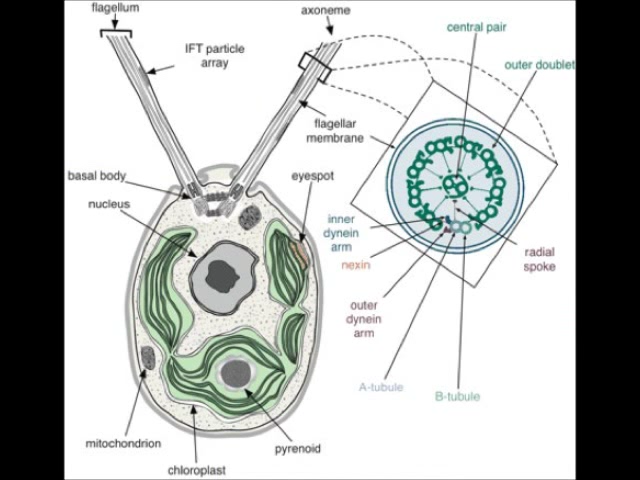 flagellum
axoneme
central pair
IFT particle
array
outer doublet
flagellar
membrane
basal body
eyespot
nucleus
inner
dynein
arm
radial
spoke
nexin
outer
dynein
arm
A-tubule
B-tubule
mitochondrion
pyrenoid
chloroplast